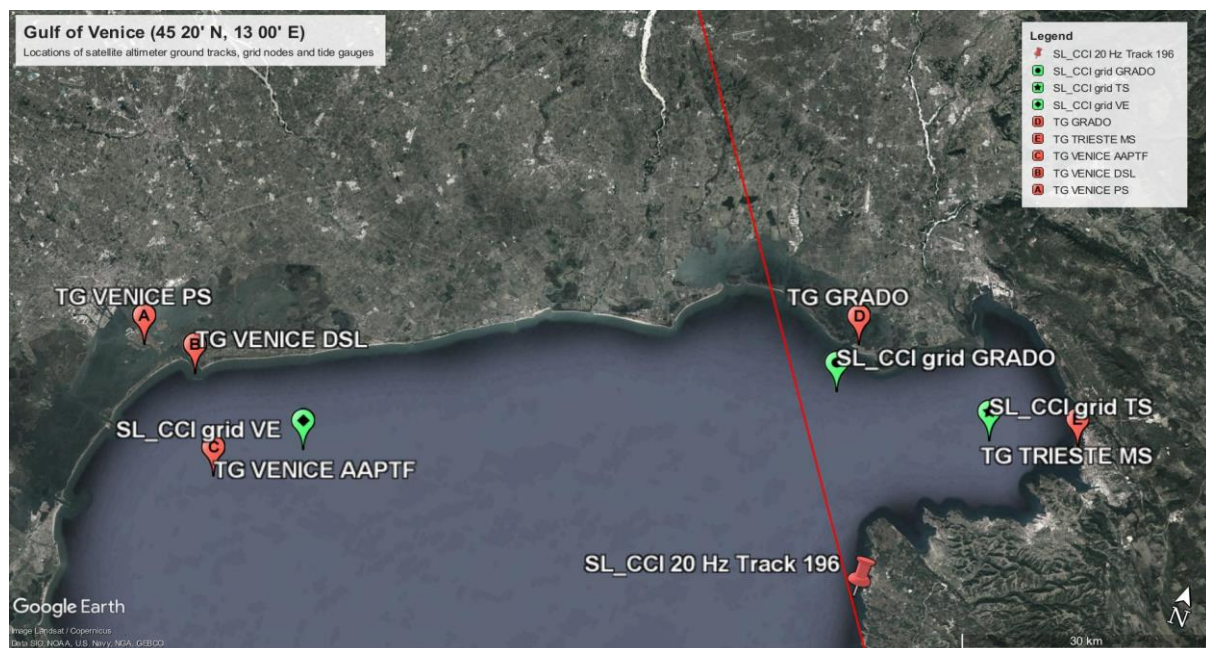 Gulf of Venice (45 20' N, 13 00' E)
Locations of satellite altimeter ground tracks, grid nodes and tide gauges
Legend
SL_CCI 20 Hz Track 196
SL_CCI grid GRADO
SL_CCI grid TS
SL_CCI grid VE
D TG GRADO
E TG TRIESTE MS
C TG VENICE AAPTF
B TG VENICE DSL
A TG VENICE PS
TG VENICE PS
A
TG GRADO
D
B
TG VENICE DSL
SL_CCI grid GRADO
SL_CCI grid TS
E
SL_CCI grid VE
C
TG VENICE AAPTF
TG TRIESTE MS
SL_CCI 20 Hz Track 196
Google Earth
Image Landsat / Copernicus
Data SIO, NOAA, U.S. Navy, NGA, GEBCO
30 km
N